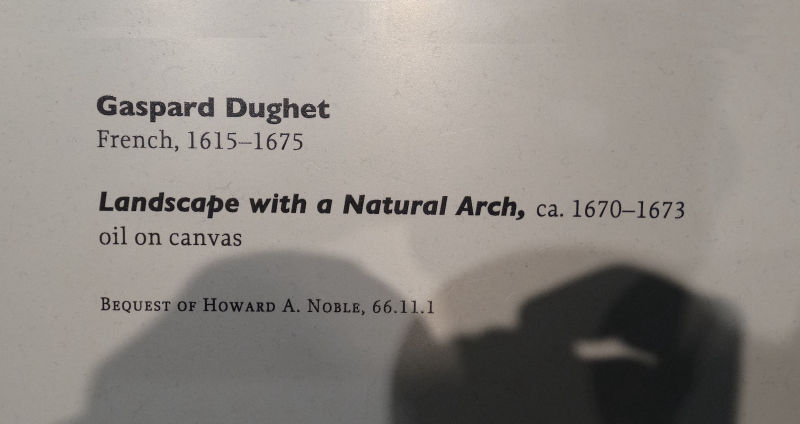 Gaspard Dughet
French, 1615–1675
Landscape with a Natural Arch, ca. 1670–1673
oil on canvas
Bequest of Howard A. Noble, 66.11.1